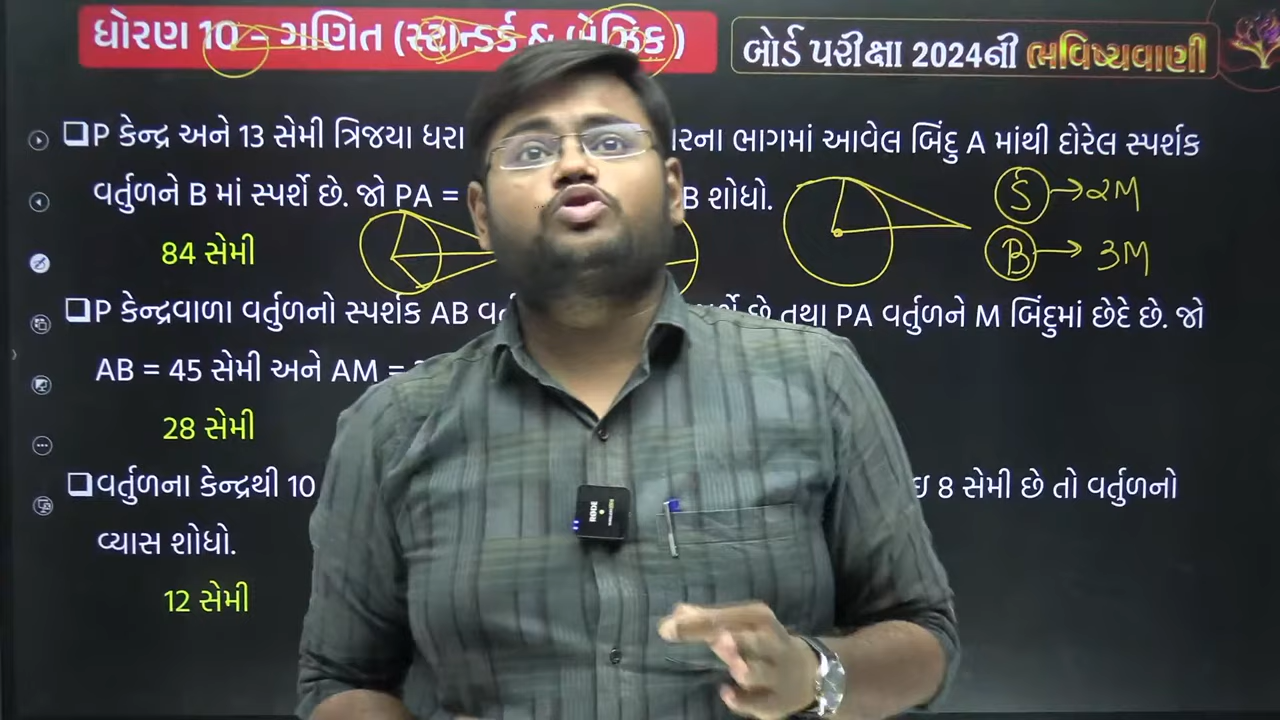 ધોરણ 10 – ગણિત (સ્ટાન્ડર્ડ & બેઝિક)
બોર્ડ પરીક્ષા 2024ની ભવિષ્યવાણી
P કેન્દ્ર અને 13 સેમી ત્રિજ્યા ધરા ભાગમાં આવેલ બિંદુ A માંથી દોરેલ સ્પર્શક
વર્તુળને B માં સ્પર્શે છે. જો PA = B શોધો.
S → 2M
84 સેમી
B → 3M
P કેન્દ્રવાળા વર્તુળનો સ્પર્શક AB છે તથા PA વર્તુળને M બિંદુમાં છેદે છે. જો
AB = 45 સેમી અને AM =
28 સેમી
વર્તુળના કેન્દ્રથી 10 8 સેમી છે તો વર્તુળનો
વ્યાસ શોધો.
12 સેમી
RØDE